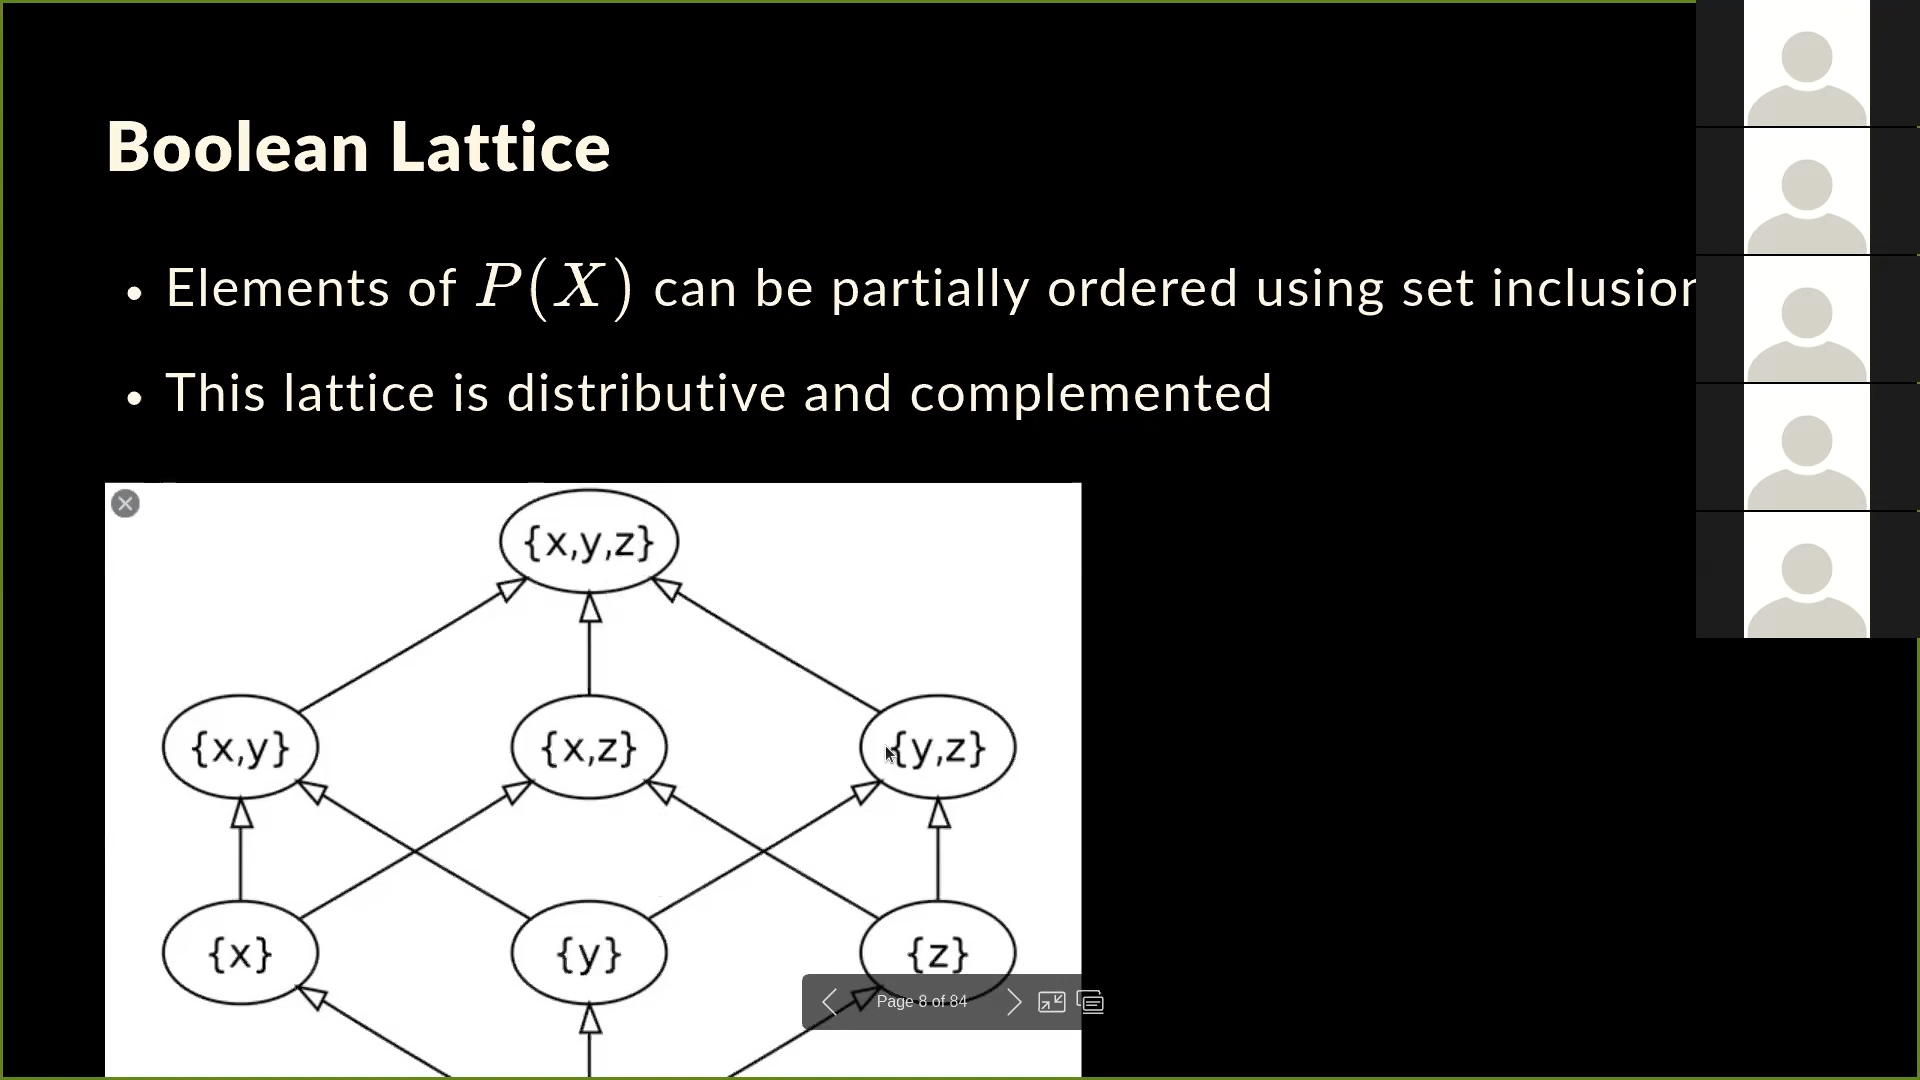 Boolean Lattice
• Elements of P(X) can be partially ordered using set inclusion
• This lattice is distributive and complemented
{x,y,z}
{x,y} {x,z} {y,z}
{x} {y} {z}
Page 8 of 84